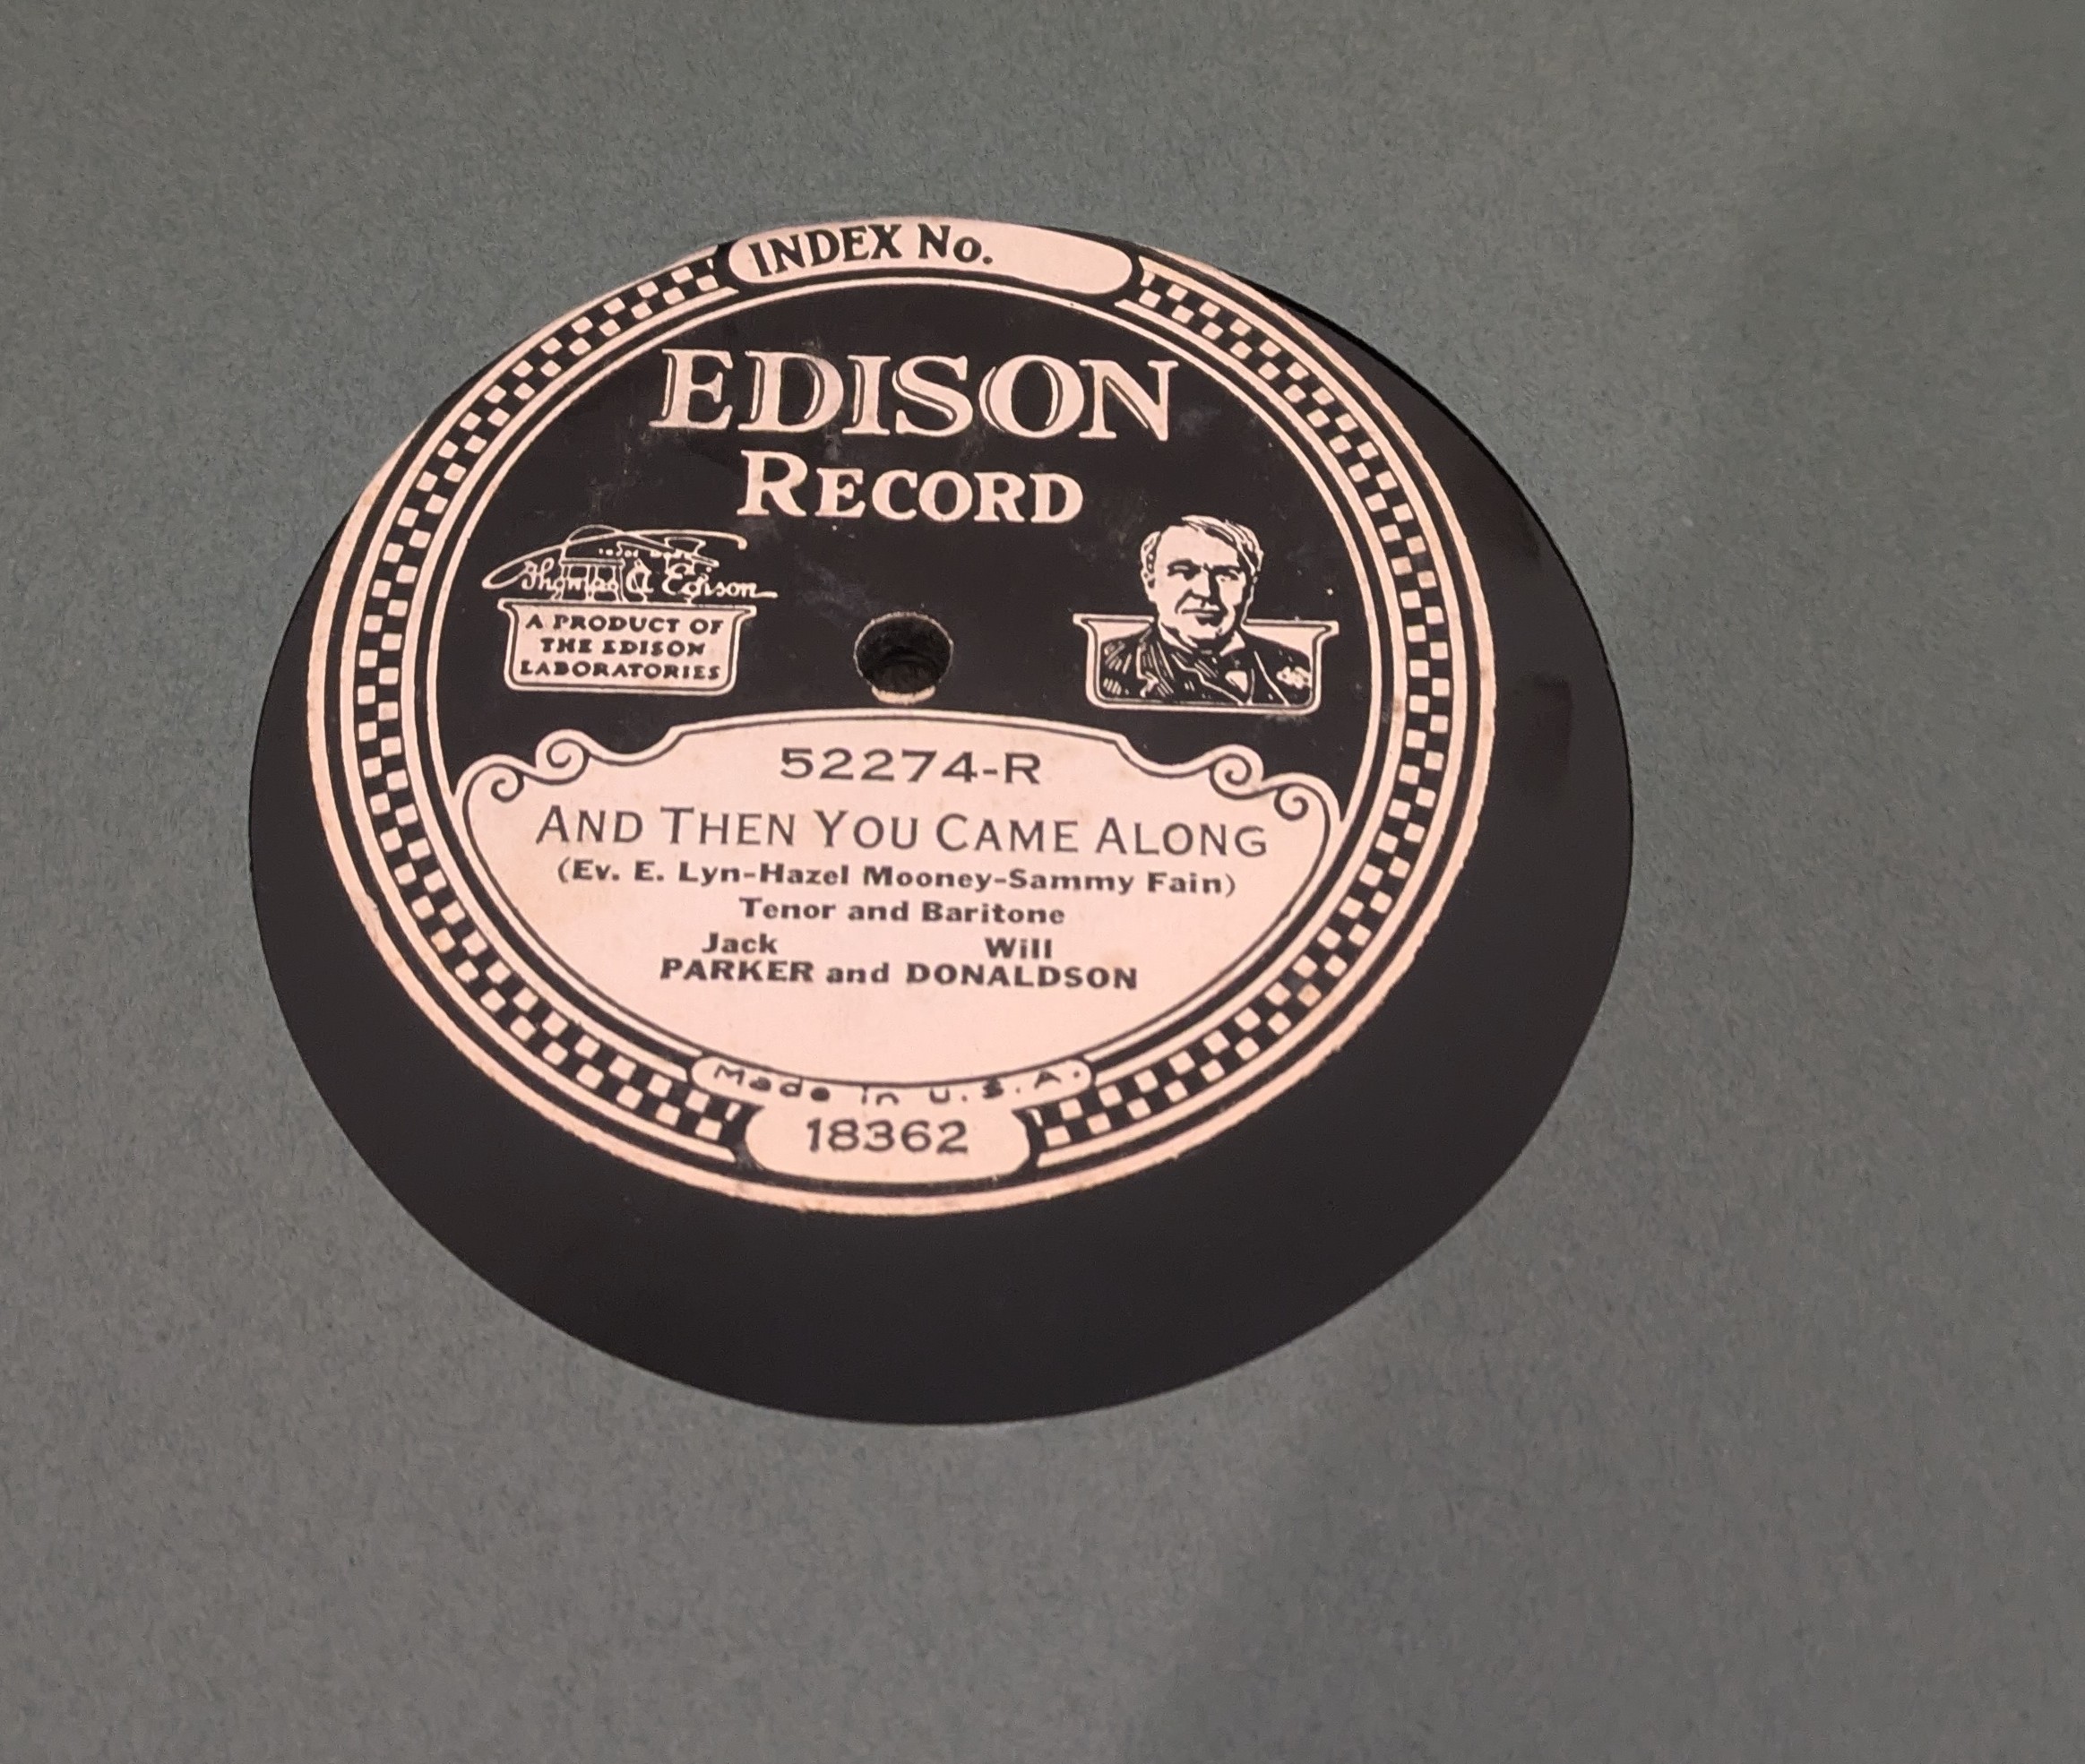 INDEX No.
EDISON
RECORD
Thomas A Edison
A PRODUCT OF
THE EDISON
LABORATORIES
52274-R
AND THEN YOU CAME ALONG
(Ev. E. Lyn-Hazel Mooney-Sammy Fain)
Tenor and Baritone
Jack Will
PARKER and DONALDSON
Made in U.S.A.
18362